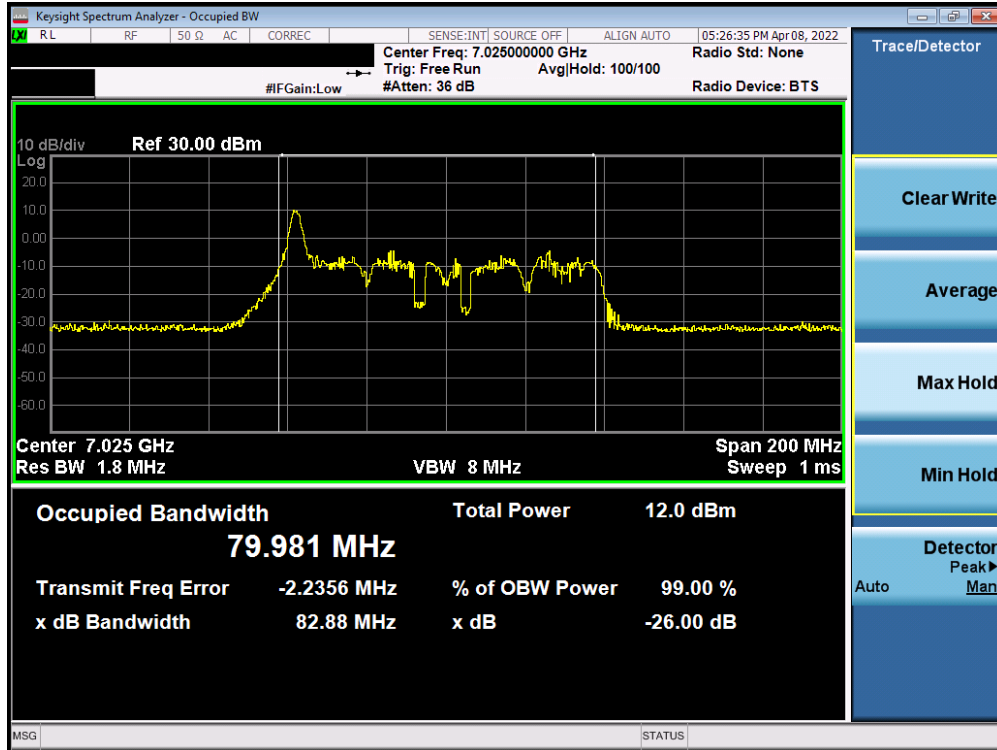 Keysight Spectrum Analyzer - Occupied BW
LXI RL RF 50 Ω AC CORREC SENSE:INT SOURCE OFF ALIGN AUTO 05:26:35 PM Apr 08, 2022
Center Freq: 7.025000000 GHz Radio Std: None
Trig: Free Run Avg|Hold: 100/100
#IFGain:Low #Atten: 36 dB Radio Device: BTS
10 dB/div Ref 30.00 dBm
Log
20.0
10.0
0.00
-10.0
-20.0
-30.0
-40.0
-50.0
-60.0
Center 7.025 GHz Span 200 MHz
Res BW 1.8 MHz VBW 8 MHz Sweep 1 ms
Occupied Bandwidth Total Power 12.0 dBm
79.981 MHz
Transmit Freq Error -2.2356 MHz % of OBW Power 99.00 %
x dB Bandwidth 82.88 MHz x dB -26.00 dB
MSG STATUS
Trace/Detector
Clear Write
Average
Max Hold
Min Hold
Detector
Peak▶
Auto Man